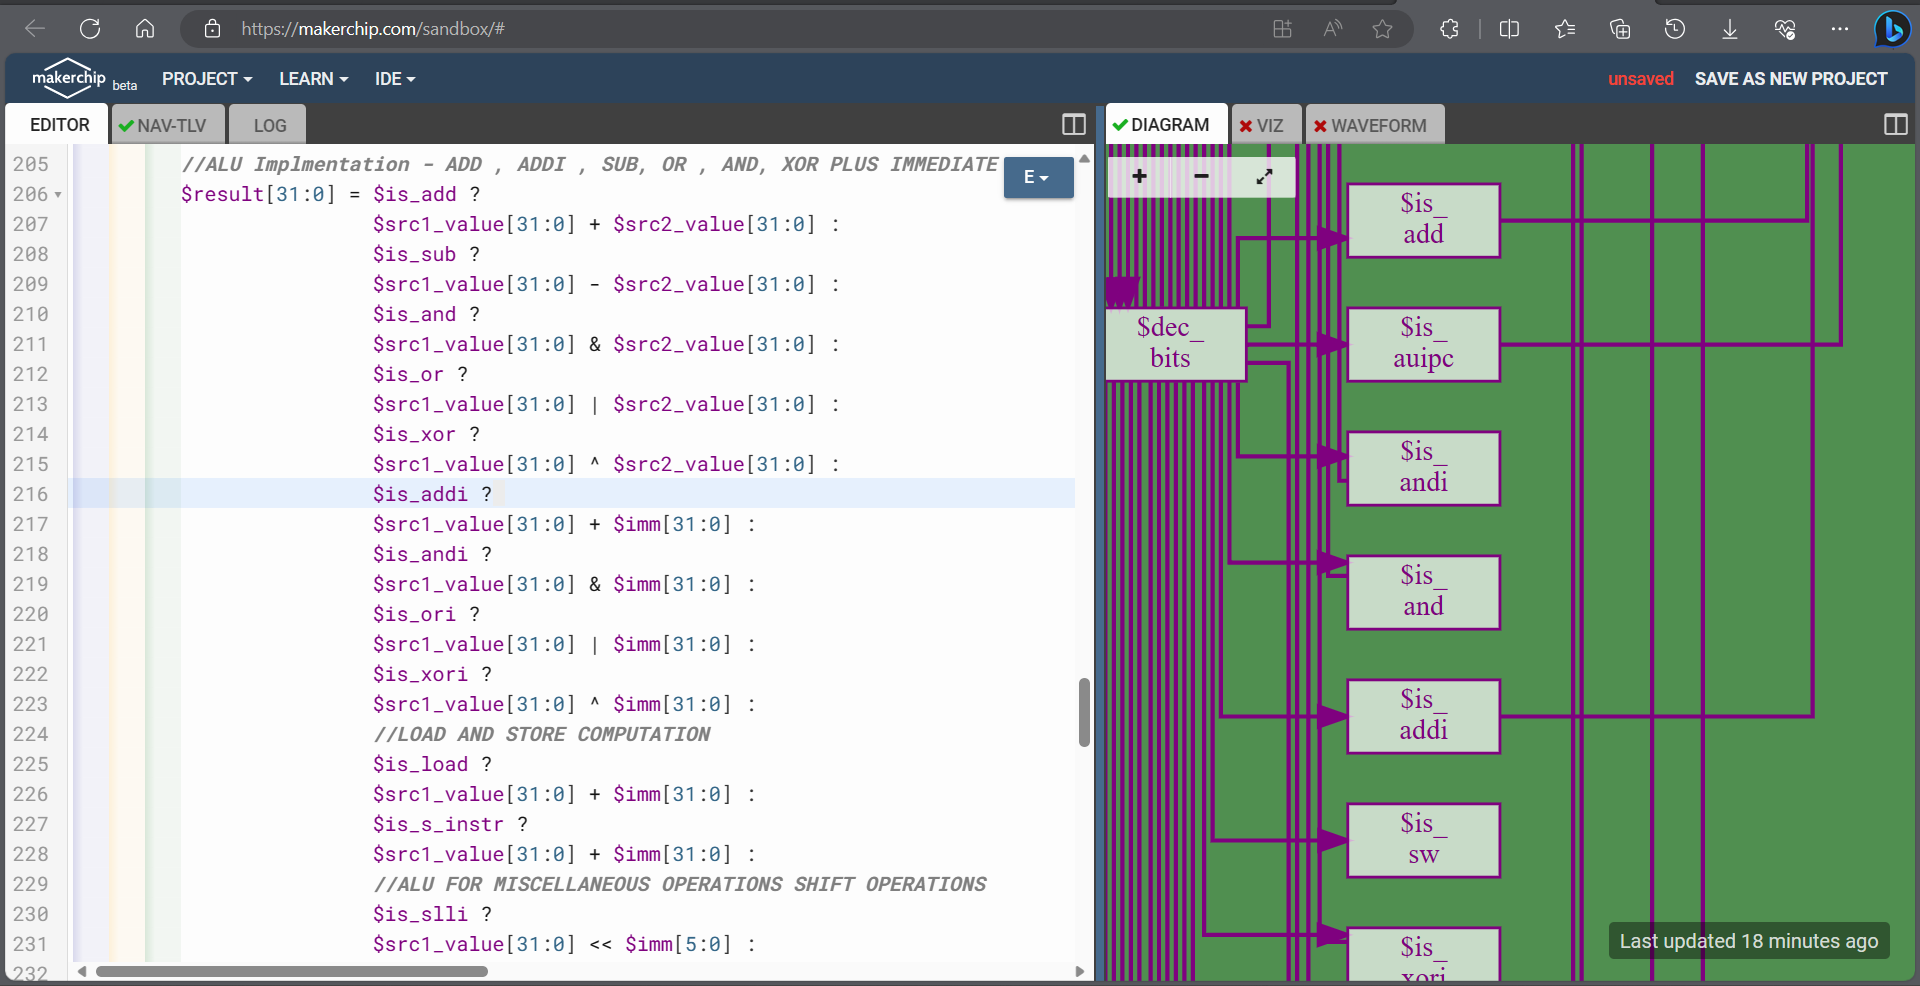 https://makerchip.com/sandbox/#
makerchip beta PROJECT LEARN IDE unsaved SAVE AS NEW PROJECT
EDITOR NAV-TLV LOG
DIAGRAM VIZ WAVEFORM
205 //ALU Implmentation - ADD , ADDI , SUB, OR , AND, XOR PLUS IMMEDIATE
E
206 $result[31:0] = $is_add ?
207 $src1_value[31:0] + $src2_value[31:0] :
208 $is_sub ?
209 $src1_value[31:0] - $src2_value[31:0] :
210 $is_and ?
211 $src1_value[31:0] & $src2_value[31:0] :
212 $is_or ?
213 $src1_value[31:0] | $src2_value[31:0] :
214 $is_xor ?
215 $src1_value[31:0] ^ $src2_value[31:0] :
216 $is_addi ?
217 $src1_value[31:0] + $imm[31:0] :
218 $is_andi ?
219 $src1_value[31:0] & $imm[31:0] :
220 $is_ori ?
221 $src1_value[31:0] | $imm[31:0] :
222 $is_xori ?
223 $src1_value[31:0] ^ $imm[31:0] :
224 //LOAD AND STORE COMPUTATION
225 $is_load ?
226 $src1_value[31:0] + $imm[31:0] :
227 $is_s_instr ?
228 $src1_value[31:0] + $imm[31:0] :
229 //ALU FOR MISCELLANEOUS OPERATIONS SHIFT OPERATIONS
230 $is_slli ?
231 $src1_value[31:0] << $imm[5:0] :
232
$dec_
bits
$is_
add
$is_
auipc
$is_
andi
$is_
and
$is_
addi
$is_
sw
$is_
xori
Last updated 18 minutes ago